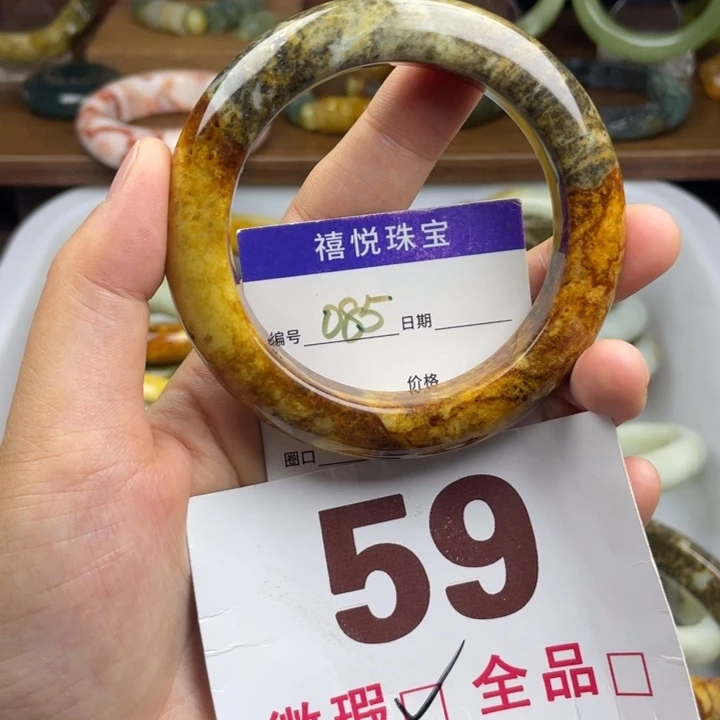 禧悦珠宝
编号 085 日期
价格
圈口
59
微瑕 ☑ 全品 □